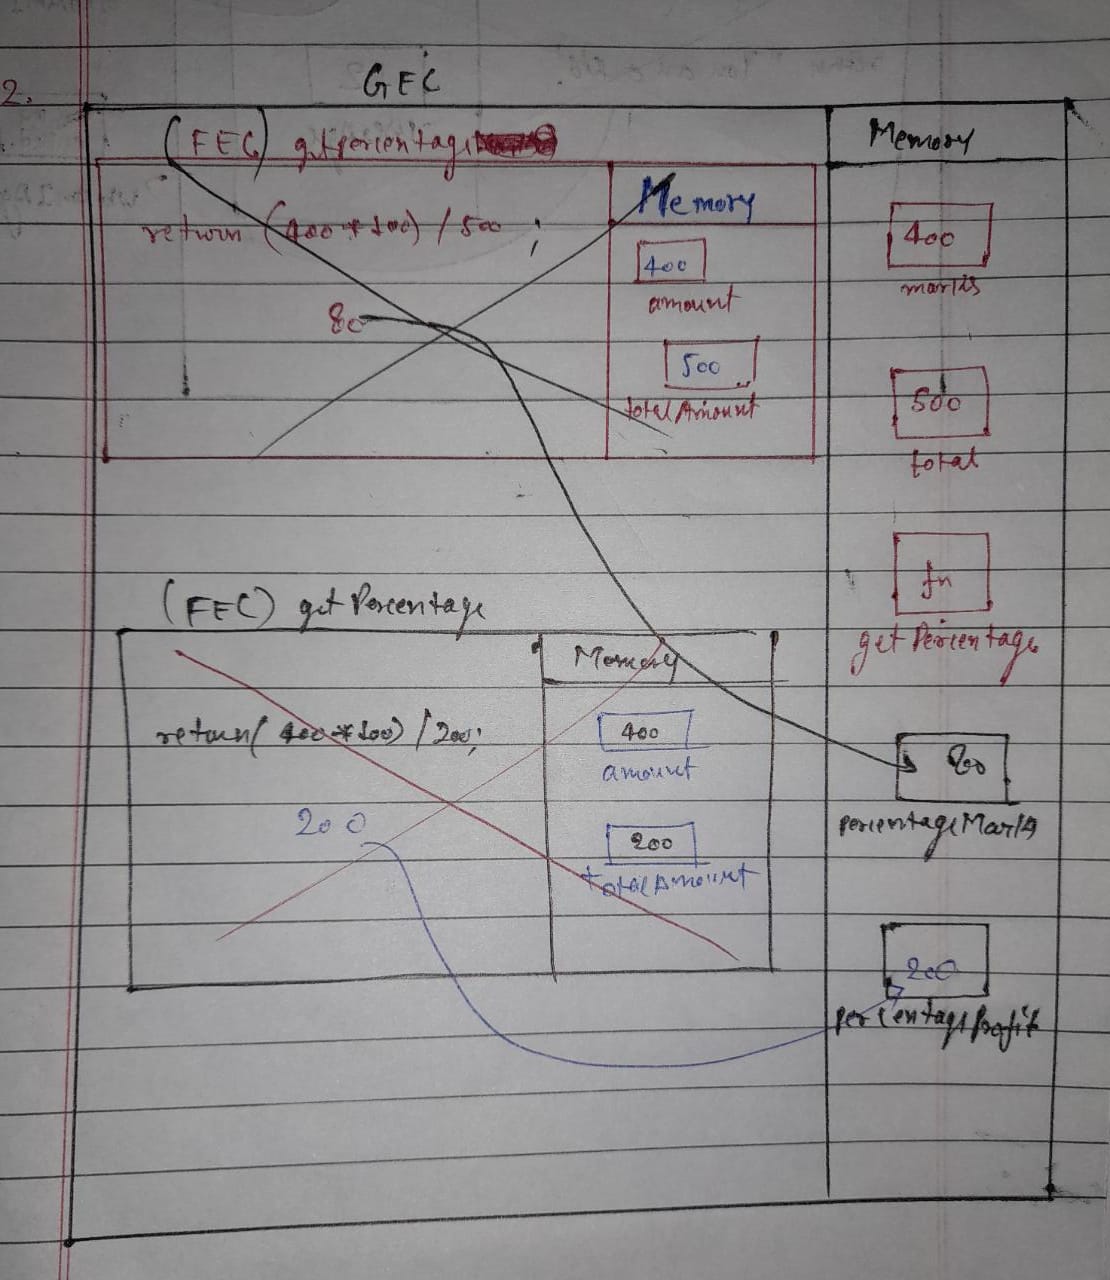 2.
GEC
(FEC) getpercentage
Memory
Memory
return (400 * 100) / 500 ;
400
amount
80
500
totalAmount
400
marks
500
total
fn
getPercentage
(FEC) getPercentage
Memory
return( 400 * 100) / 200;
400
amount
200
200
totalAmount
80
percentageMarks
200
percentageProfit